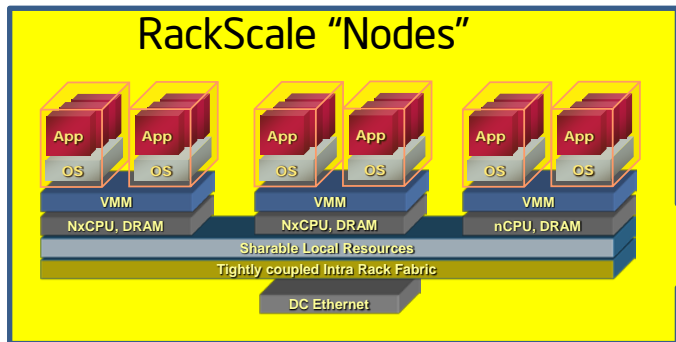 RackScale “Nodes”
App App App App App App
OS OS OS OS OS OS
VMM VMM VMM
NxCPU, DRAM NxCPU, DRAM nCPU, DRAM
Sharable Local Resources
Tightly coupled Intra Rack Fabric
DC Ethernet